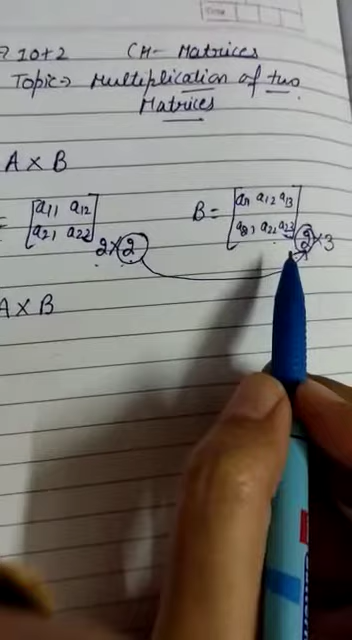 10+2 CH- Matrices
Topic⇒ Multiplication of two
Matrices
A × B
= [a11 a12 B= [a11 a12 a13]
a21 a22] 2×2 a21 a22 a23] 2×3
A × B